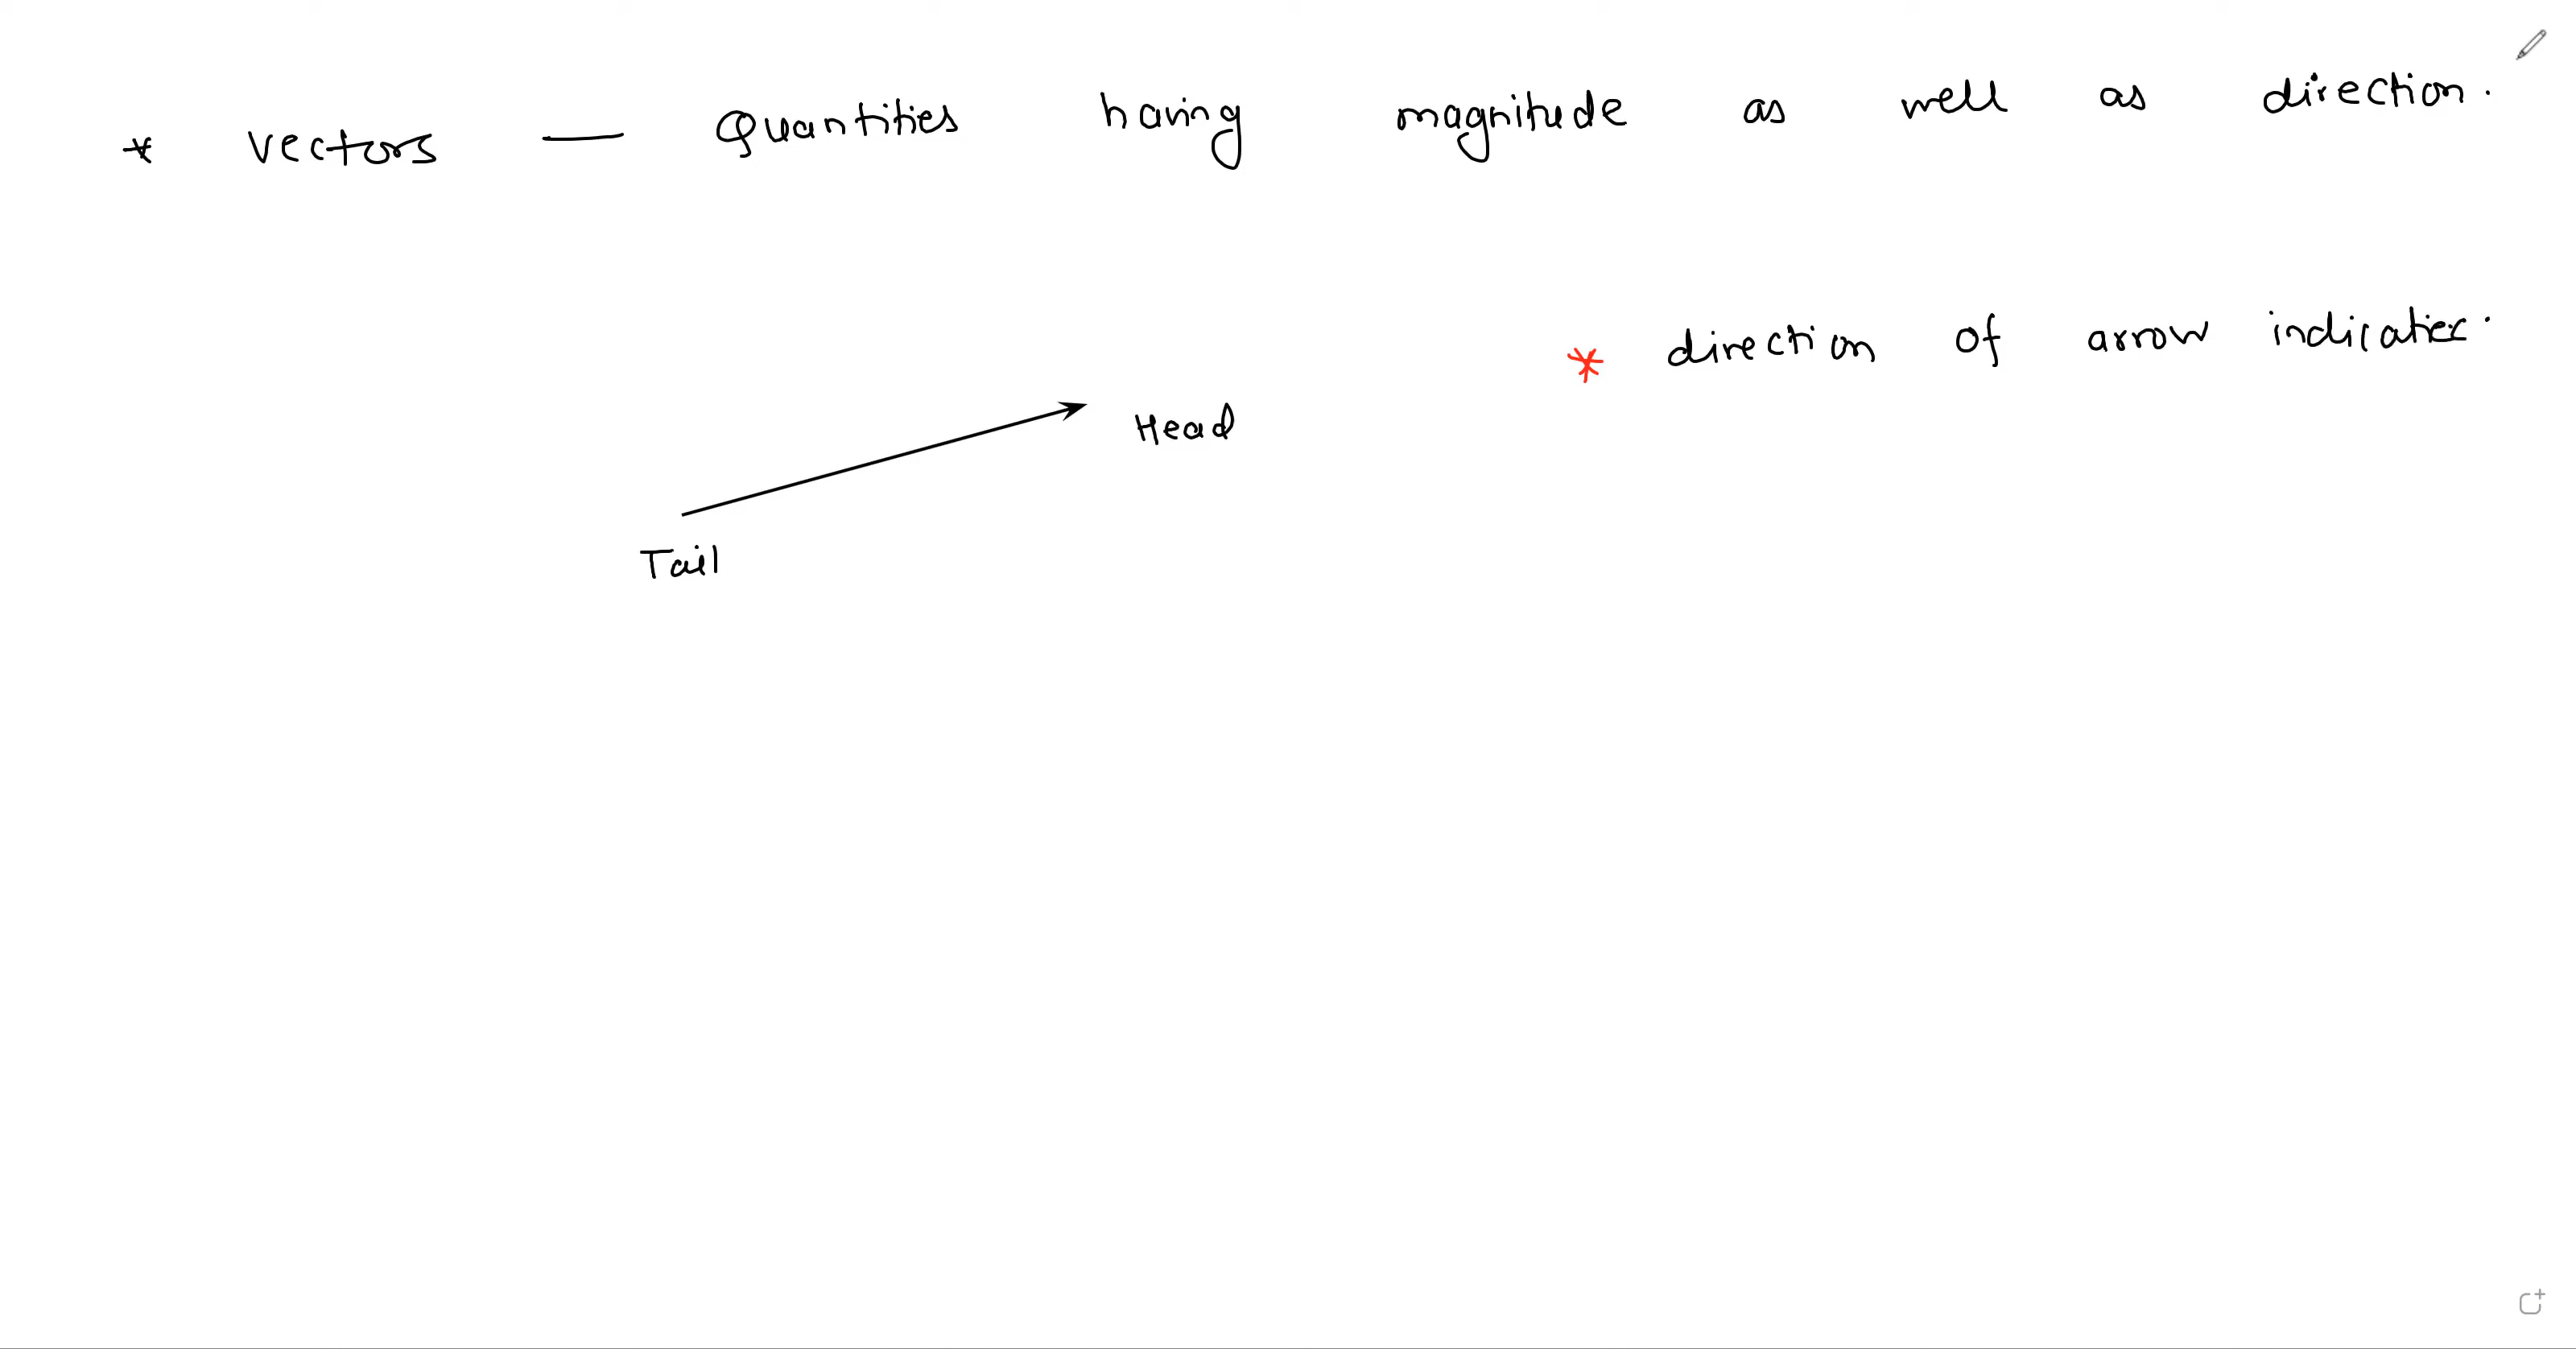 * vectors — Quantities having magnitude as well as direction.
* direction of arrow indicates.
Head
Tail